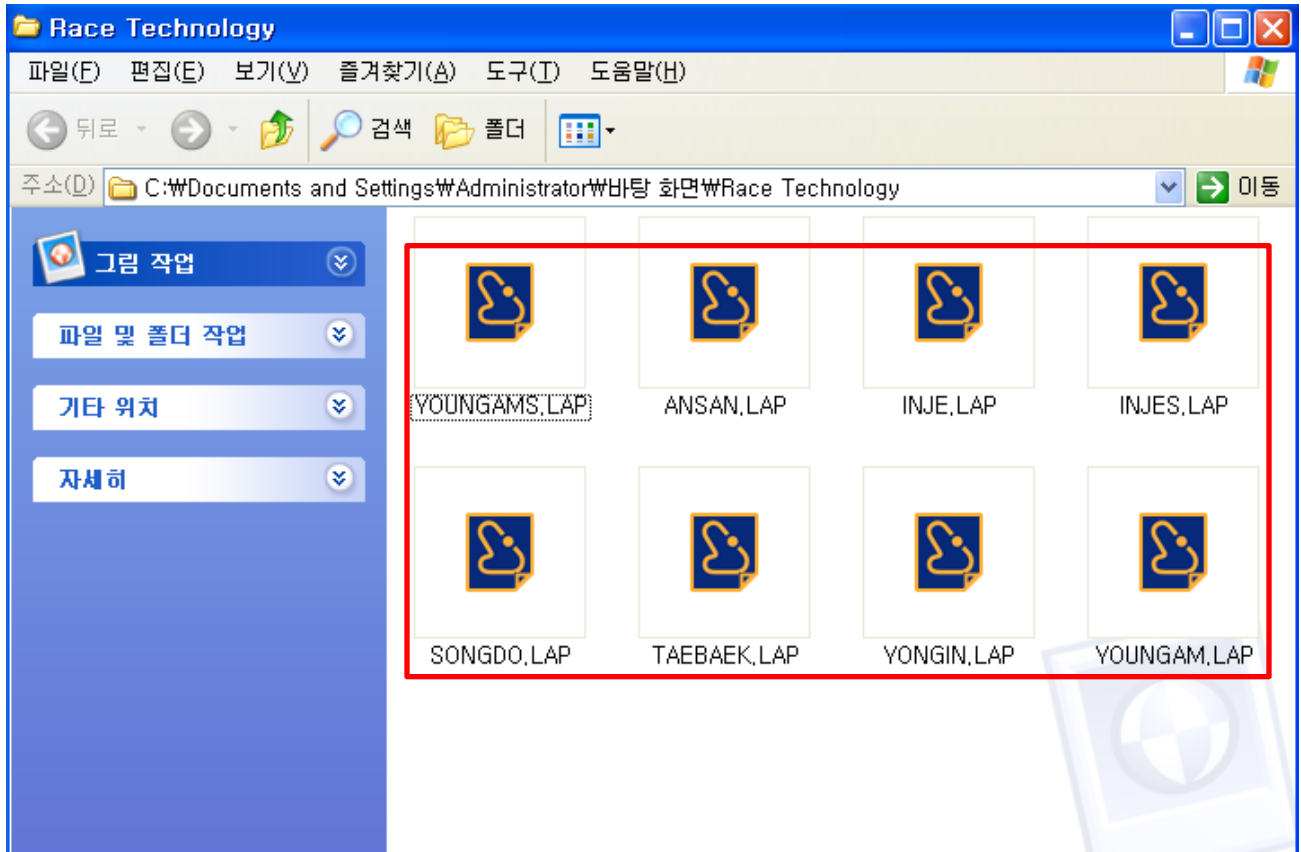 Race Technology
파일(F) 편집(E) 보기(V) 즐겨찾기(A) 도구(T) 도움말(H)
뒤로 검색 폴더
주소(D) C:₩Documents and Settings₩Administrator₩바탕 화면₩Race Technology 이동
그림 작업
파일 및 폴더 작업
기타 위치
자세히
YOUNGAMS.LAP ANSAN.LAP INJE.LAP INJES.LAP
SONGDO.LAP TAEBAEK.LAP YONGIN.LAP YOUNGAM.LAP